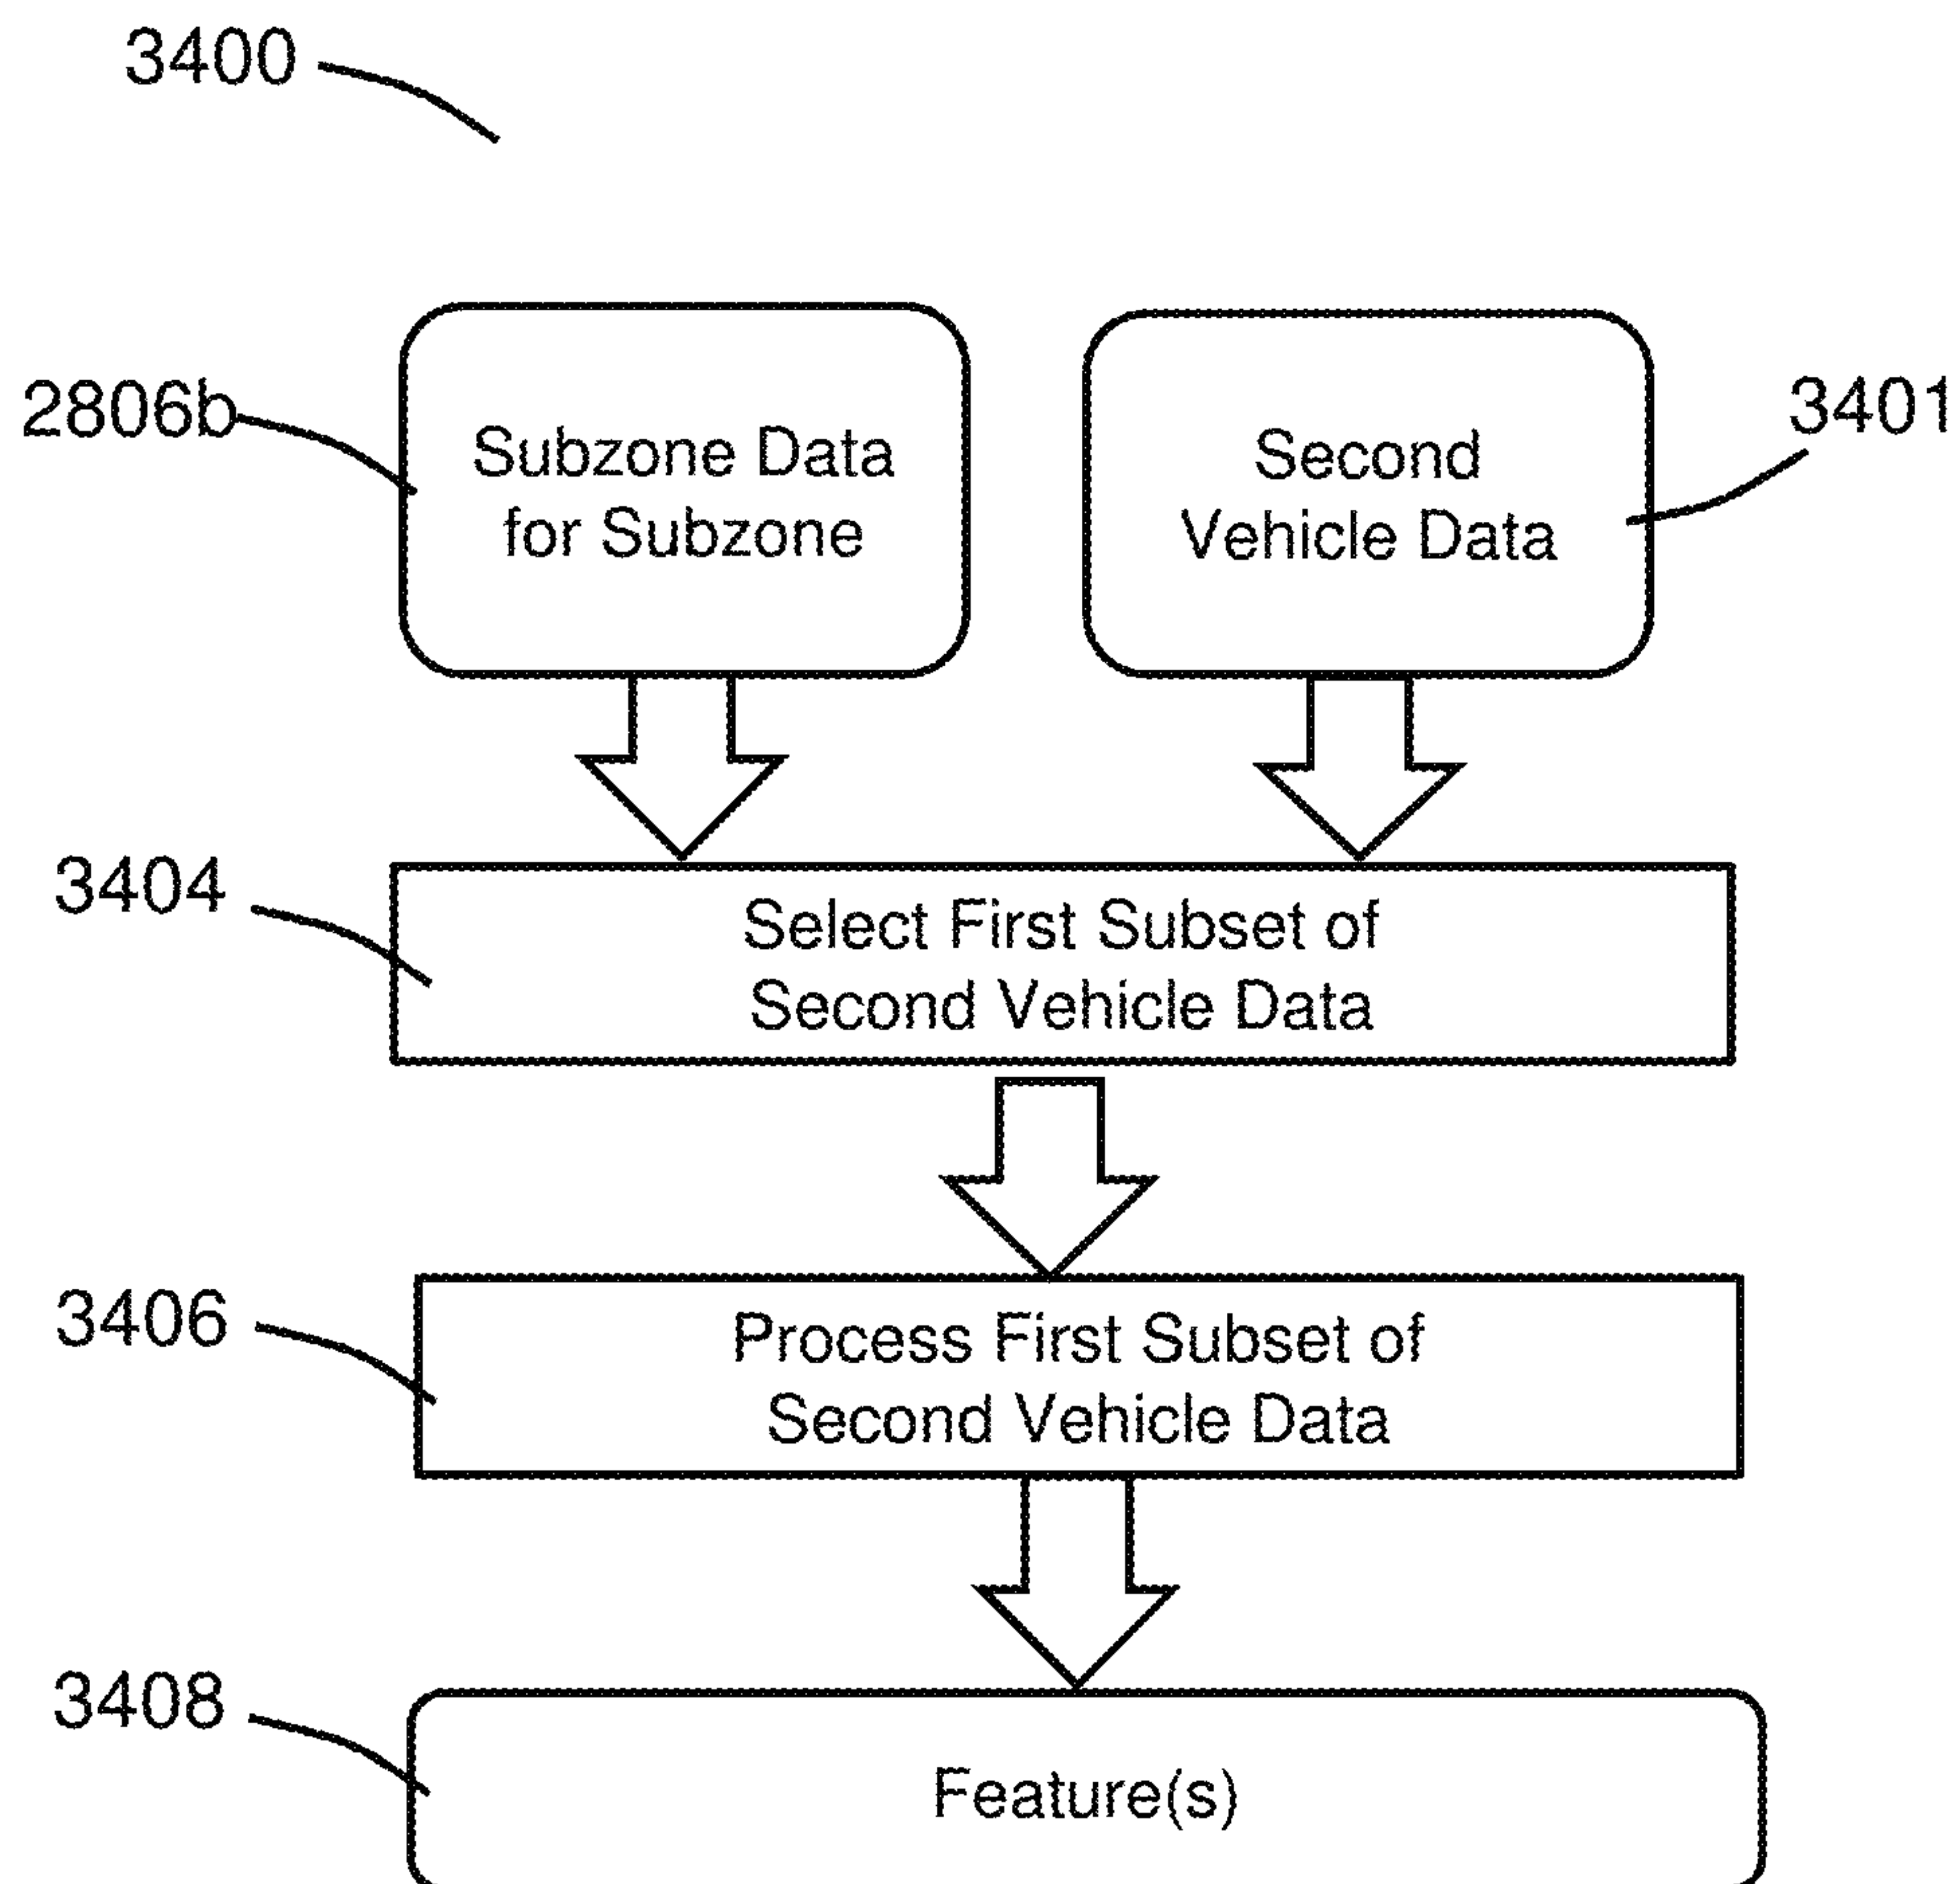 3400
2806b
Subzone Data
for Subzone
Second
Vehicle Data
3401
3404
Select First Subset of
Second Vehicle Data
3406
Process First Subset of
Second Vehicle Data
3408
Feature(s)